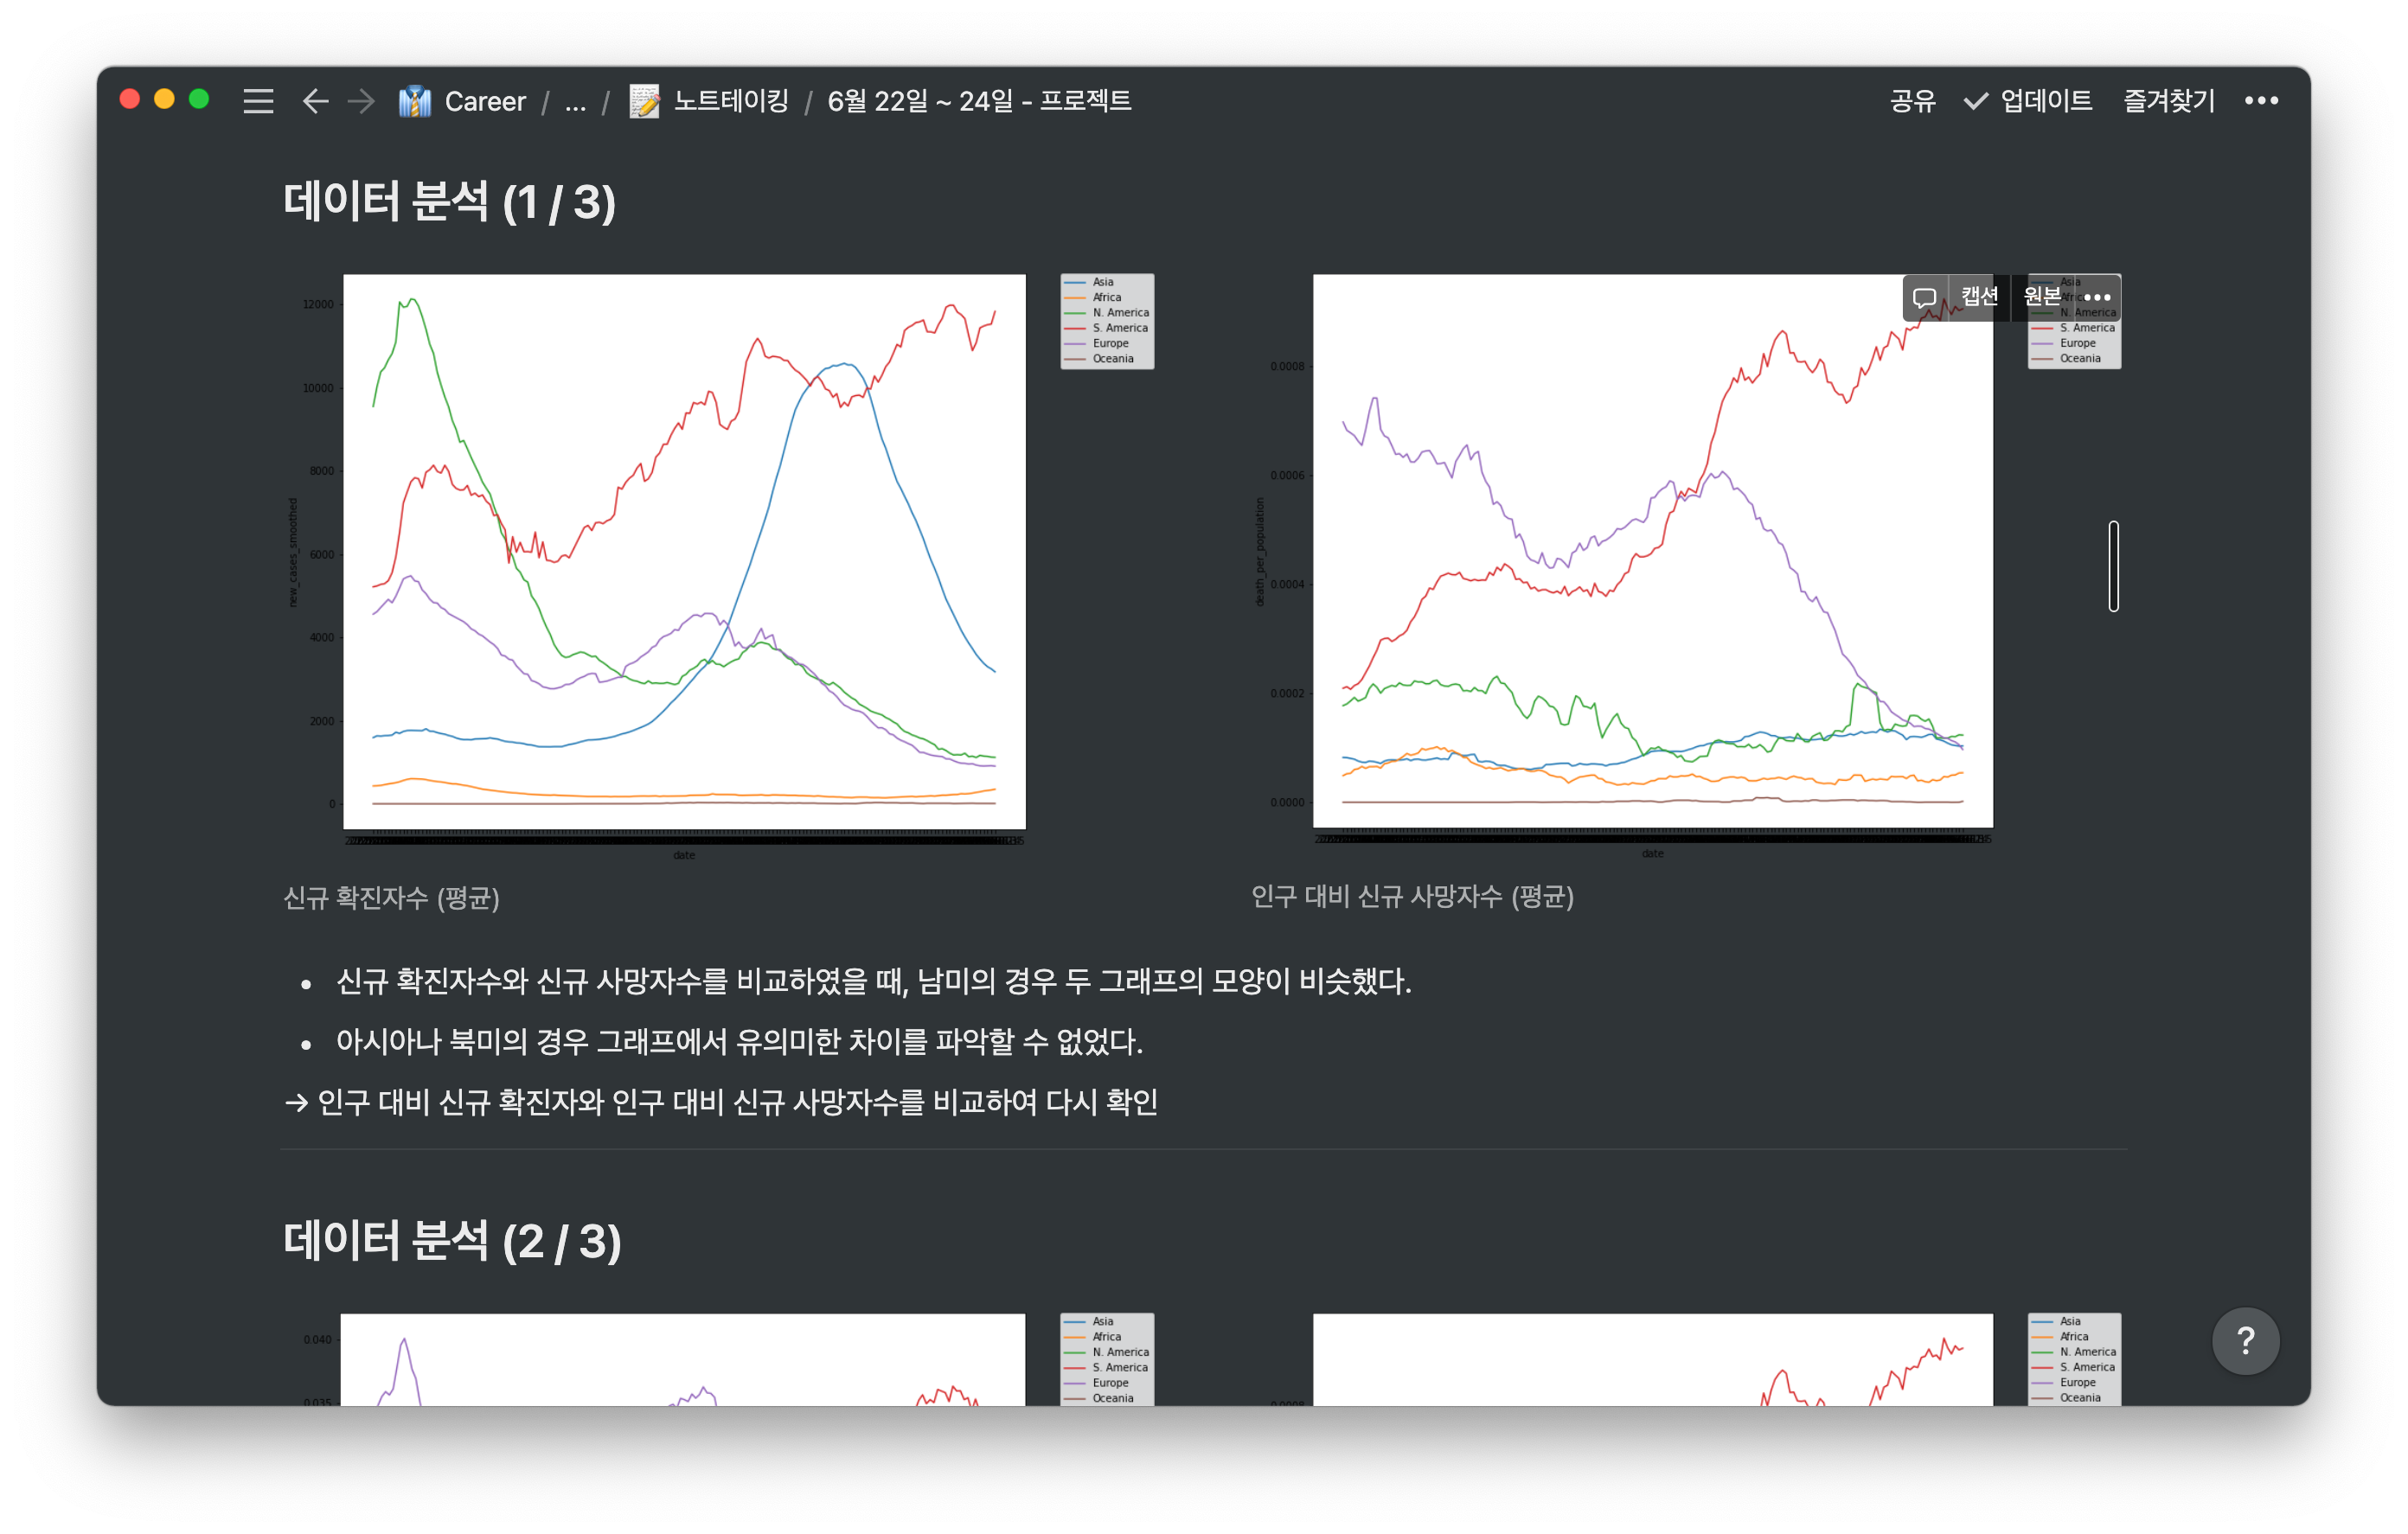 Career / ... / 노트테이킹 / 6월 22일 ~ 24일 - 프로젝트
공유 업데이트 즐겨찾기
데이터 분석 (1 / 3)
12000
10000
8000
6000
4000
2000
0
new_cases_smoothed
date
Asia
Africa
N. America
S. America
Europe
Oceania
신규 확진자수 (평균)
캡션 원본
0.0008
0.0006
0.0004
0.0002
0.0000
death_per_population
date
Asia
Africa
N. America
S. America
Europe
Oceania
인구 대비 신규 사망자수 (평균)
• 신규 확진자수와 신규 사망자수를 비교하였을 때, 남미의 경우 두 그래프의 모양이 비슷했다.
• 아시아나 북미의 경우 그래프에서 유의미한 차이를 파악할 수 없었다.
→ 인구 대비 신규 확진자와 인구 대비 신규 사망자수를 비교하여 다시 확인
데이터 분석 (2 / 3)
0.040
0.035
Asia
Africa
N. America
S. America
Europe
Oceania
Asia
Africa
N. America
S. America
Europe
Oceania
?